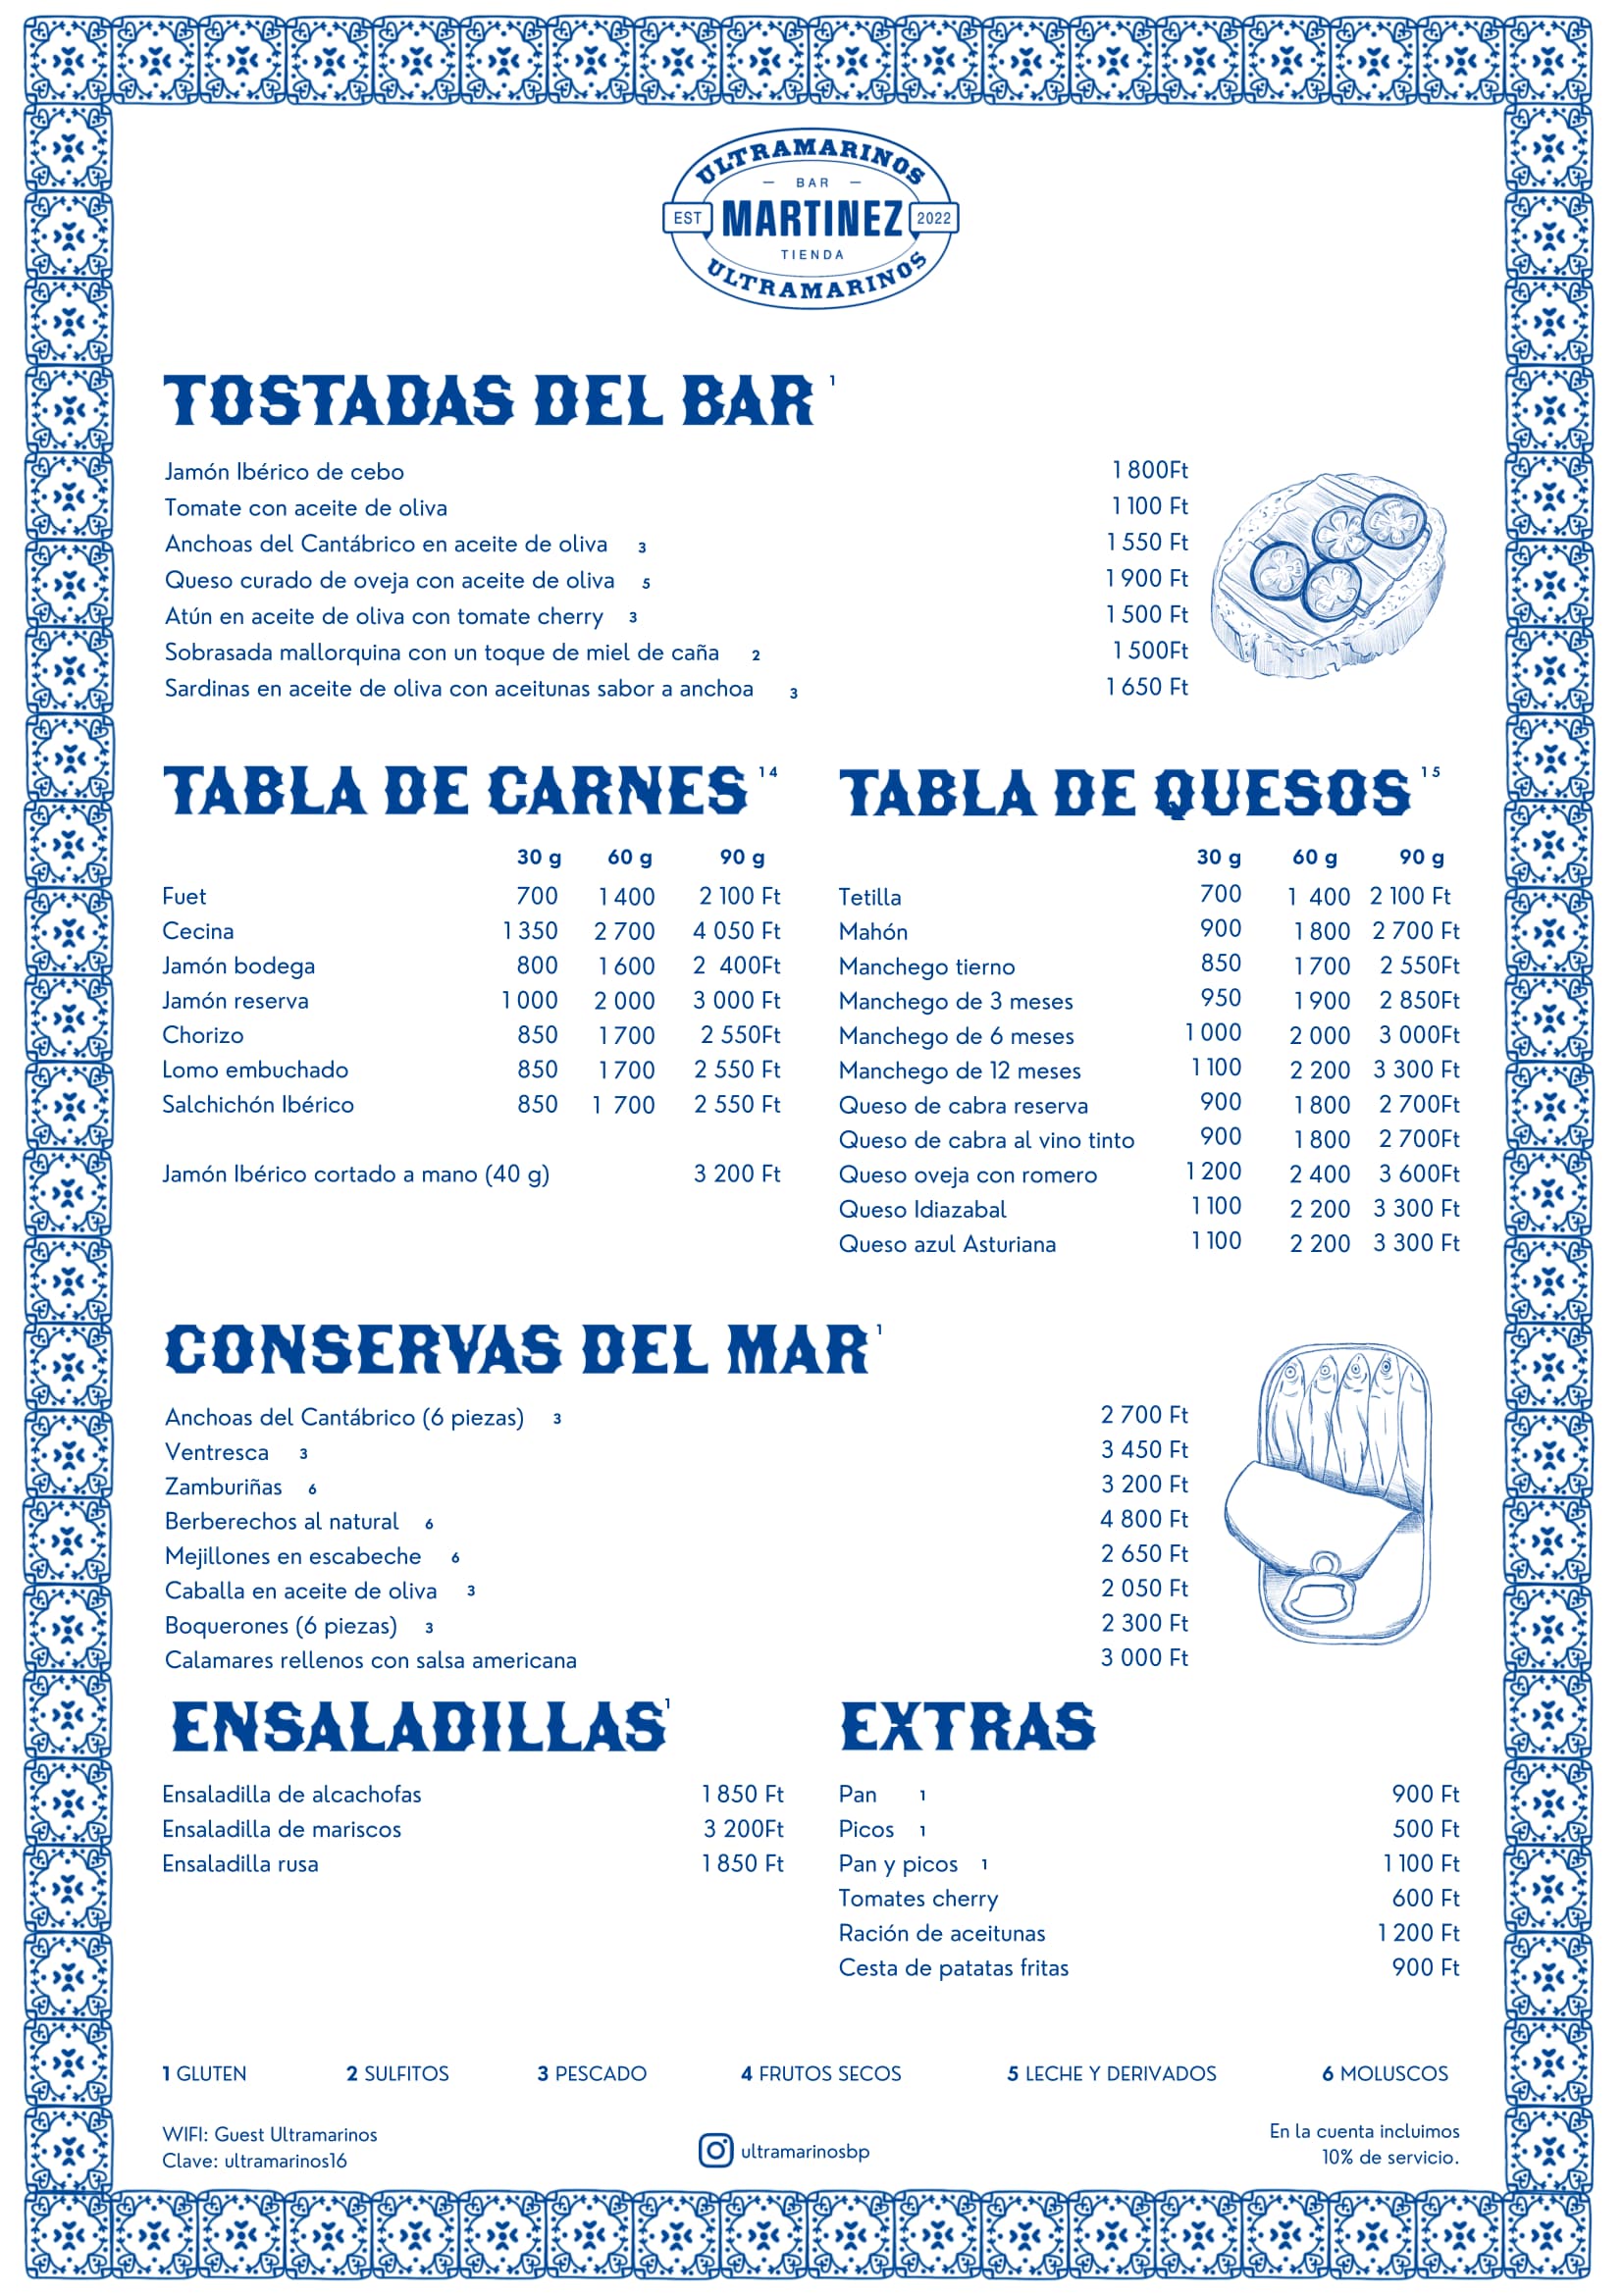 ULTRAMARINOS
BAR
EST MARTINEZ 2022
TIENDA
ULTRAMARINOS
TOSTADAS DEL BAR 1
Jamón Ibérico de cebo 1 800Ft
Tomate con aceite de oliva 1 100 Ft
Anchoas del Cantábrico en aceite de oliva 3 1 550 Ft
Queso curado de oveja con aceite de oliva 5 1 900 Ft
Atún en aceite de oliva con tomate cherry 3 1 500 Ft
Sobrasada mallorquina con un toque de miel de caña 2 1 500Ft
Sardinas en aceite de oliva con aceitunas sabor a anchoa 3 1 650 Ft
TABLA DE CARNES 14
30 g 60 g 90 g
Fuet 700 1 400 2 100 Ft
Cecina 1 350 2 700 4 050 Ft
Jamón bodega 800 1 600 2 400Ft
Jamón reserva 1 000 2 000 3 000 Ft
Chorizo 850 1 700 2 550Ft
Lomo embuchado 850 1 700 2 550 Ft
Salchichón Ibérico 850 1 700 2 550 Ft
Jamón Ibérico cortado a mano (40 g) 3 200 Ft
TABLA DE QUESOS 15
30 g 60 g 90 g
Tetilla 700 1 400 2 100 Ft
Mahón 900 1 800 2 700 Ft
Manchego tierno 850 1 700 2 550Ft
Manchego de 3 meses 950 1 900 2 850Ft
Manchego de 6 meses 1 000 2 000 3 000Ft
Manchego de 12 meses 1 100 2 200 3 300 Ft
Queso de cabra reserva 900 1 800 2 700Ft
Queso de cabra al vino tinto 900 1 800 2 700Ft
Queso oveja con romero 1 200 2 400 3 600Ft
Queso Idiazabal 1 100 2 200 3 300 Ft
Queso azul Asturiana 1 100 2 200 3 300 Ft
CONSERVAS DEL MAR 1
Anchoas del Cantábrico (6 piezas) 3 2 700 Ft
Ventresca 3 3 450 Ft
Zamburiñas 6 3 200 Ft
Berberechos al natural 6 4 800 Ft
Mejillones en escabeche 6 2 650 Ft
Caballa en aceite de oliva 3 2 050 Ft
Boquerones (6 piezas) 3 2 300 Ft
Calamares rellenos con salsa americana 3 000 Ft
ENSALADILLAS 1
Ensaladilla de alcachofas 1 850 Ft
Ensaladilla de mariscos 3 200Ft
Ensaladilla rusa 1 850 Ft
EXTRAS
Pan 1 900 Ft
Picos 1 500 Ft
Pan y picos 1 1 100 Ft
Tomates cherry 600 Ft
Ración de aceitunas 1 200 Ft
Cesta de patatas fritas 900 Ft
1 GLUTEN 2 SULFITOS 3 PESCADO 4 FRUTOS SECOS 5 LECHE Y DERIVADOS 6 MOLUSCOS
WIFI: Guest Ultramarinos
Clave: ultramarinos16
ultramarinosbp
En la cuenta incluimos
10% de servicio.